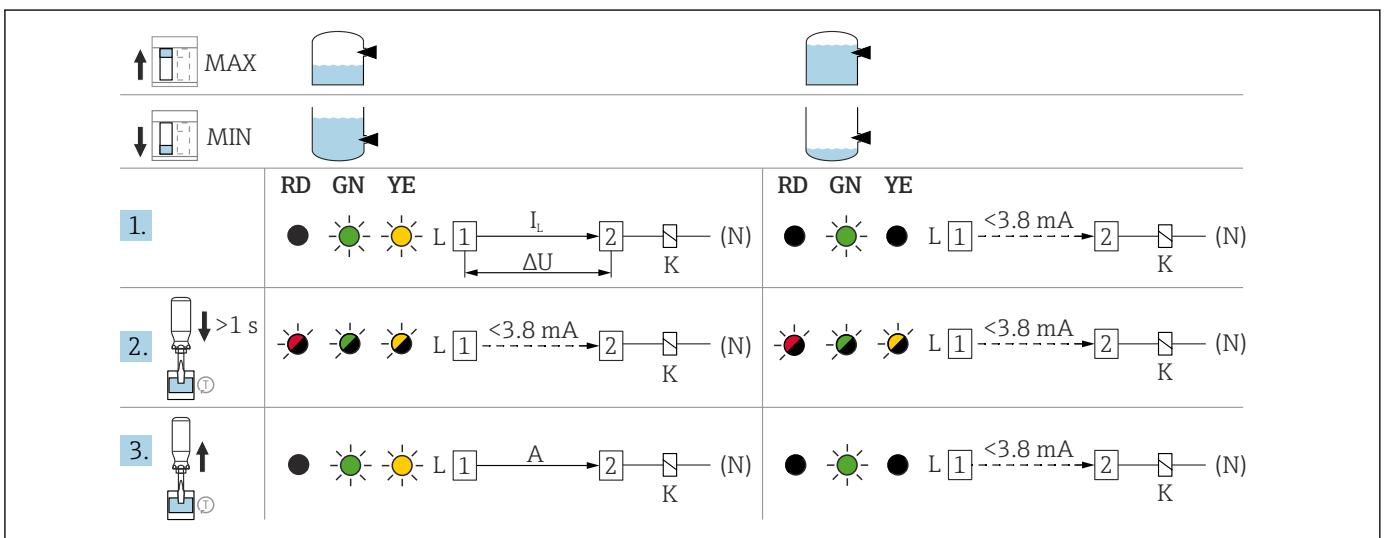 MAX
MIN
RD GN YE RD GN YE
1. L 1 I_L 2 (N) L 1 <3.8 mA 2 (N)
ΔU K K
2. >1 s L 1 <3.8 mA 2 (N) L 1 <3.8 mA 2 (N)
T K K
3. L 1 A 2 (N) L 1 <3.8 mA 2 (N)
T K K